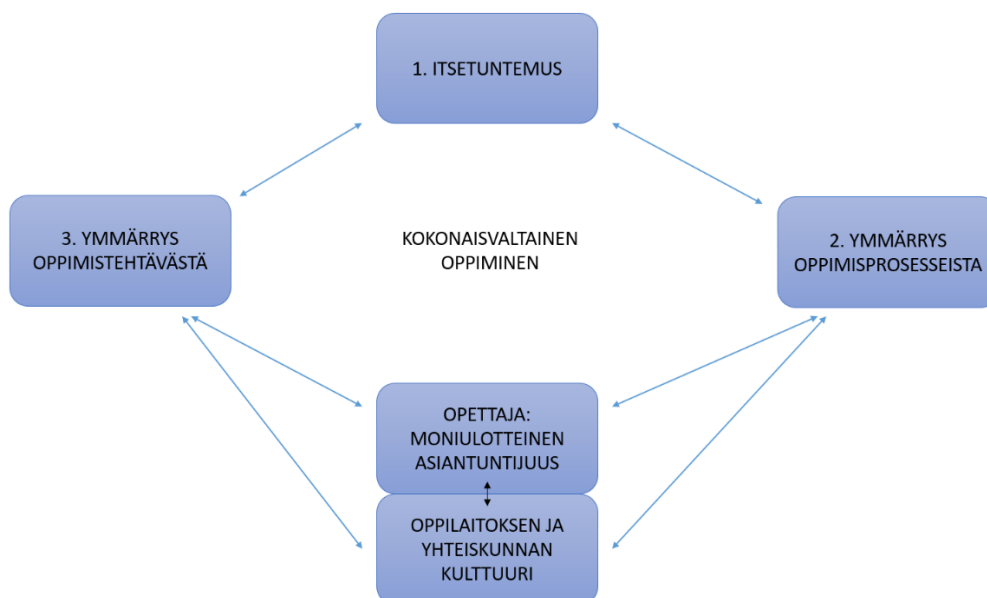 1. ITSETUNTEMUS
3. YMMÄRRYS
OPPIMISTEHTÄVÄSTÄ
KOKONAISVALTAINEN
OPPIMINEN
2. YMMÄRRYS
OPPIMISPROSESSEISTA
OPETTAJA:
MONIULOTTEINEN
ASIANTUNTIJUUS
OPPILAITOKSEN JA
YHTEISKUNNAN
KULTTUURI